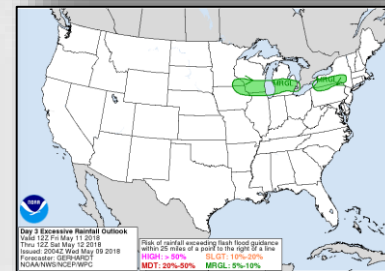 MRGL
MRGL
NOAA
Day 3 Excessive Rainfall Outlook
Valid 12Z Fri May 11 2018
Thru 12Z Sat May 12 2018
Issued: 2004Z Wed May 09 2018
Forecaster: GERHARDT
NOAA/NWS/NCEP/WPC
Risk of rainfall exceeding flash flood guidance
within 25 miles of a point to the right of a line
HIGH: > 50% SLGT: 10%-20%
MDT: 20%-50% MRGL: 5%-10%